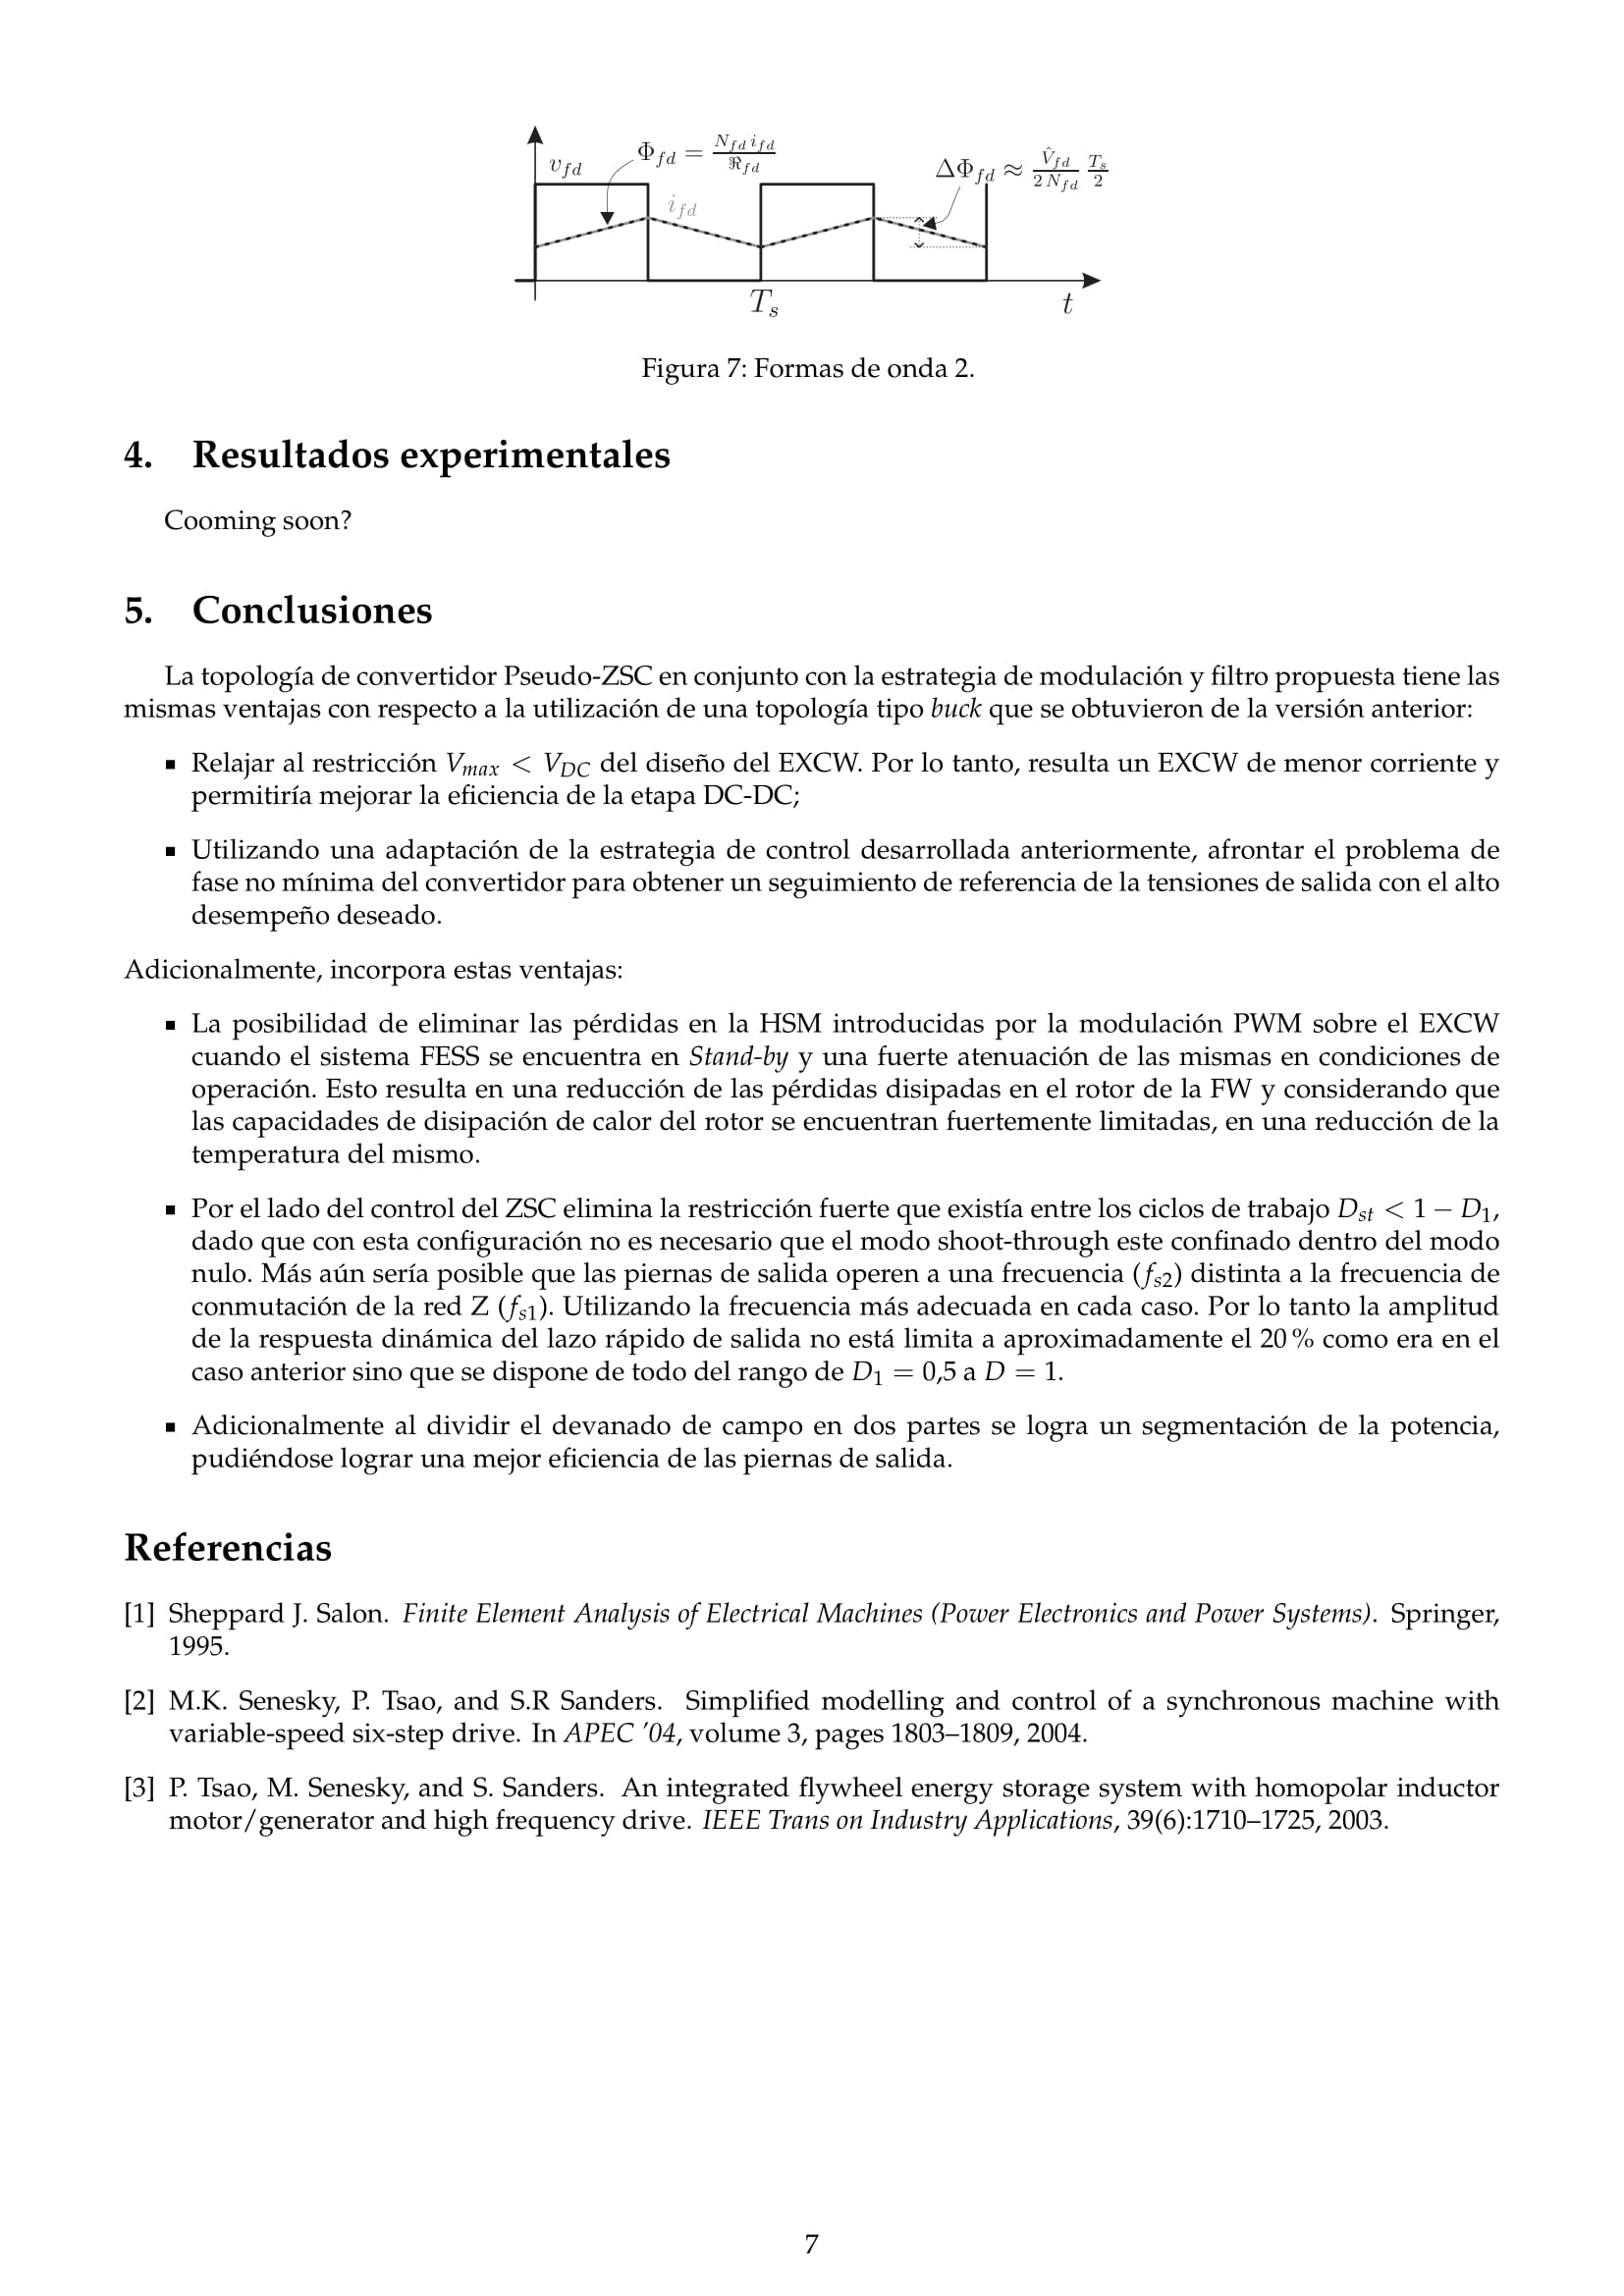 v_{fd}
Φ_{fd} = \frac{N_{fd} i_{fd}}{ℜ_{fd}}
i_{fd}
ΔΦ_{fd} ≈ \frac{\hat{V}_{fd}}{2 N_{fd}} \frac{T_s}{2}
T_s
t
Figura 7: Formas de onda 2.
4. Resultados experimentales
Cooming soon?
5. Conclusiones
La topología de convertidor Pseudo-ZSC en conjunto con la estrategia de modulación y filtro propuesta tiene las
mismas ventajas con respecto a la utilización de una topología tipo buck que se obtuvieron de la versión anterior:
▪ Relajar al restricción V_{max} < V_{DC} del diseño del EXCW. Por lo tanto, resulta un EXCW de menor corriente y
permitiría mejorar la eficiencia de la etapa DC-DC;
▪ Utilizando una adaptación de la estrategia de control desarrollada anteriormente, afrontar el problema de
fase no mínima del convertidor para obtener un seguimiento de referencia de la tensiones de salida con el alto
desempeño deseado.
Adicionalmente, incorpora estas ventajas:
▪ La posibilidad de eliminar las pérdidas en la HSM introducidas por la modulación PWM sobre el EXCW
cuando el sistema FESS se encuentra en Stand-by y una fuerte atenuación de las mismas en condiciones de
operación. Esto resulta en una reducción de las pérdidas disipadas en el rotor de la FW y considerando que
las capacidades de disipación de calor del rotor se encuentran fuertemente limitadas, en una reducción de la
temperatura del mismo.
▪ Por el lado del control del ZSC elimina la restricción fuerte que existía entre los ciclos de trabajo D_{st} < 1 − D_1,
dado que con esta configuración no es necesario que el modo shoot-through este confinado dentro del modo
nulo. Más aún sería posible que las piernas de salida operen a una frecuencia (f_{s2}) distinta a la frecuencia de
conmutación de la red Z (f_{s1}). Utilizando la frecuencia más adecuada en cada caso. Por lo tanto la amplitud
de la respuesta dinámica del lazo rápido de salida no está limita a aproximadamente el 20 % como era en el
caso anterior sino que se dispone de todo del rango de D_1 = 0,5 a D = 1.
▪ Adicionalmente al dividir el devanado de campo en dos partes se logra un segmentación de la potencia,
pudiéndose lograr una mejor eficiencia de las piernas de salida.
Referencias
[1] Sheppard J. Salon. Finite Element Analysis of Electrical Machines (Power Electronics and Power Systems). Springer,
1995.
[2] M.K. Senesky, P. Tsao, and S.R Sanders. Simplified modelling and control of a synchronous machine with
variable-speed six-step drive. In APEC ’04, volume 3, pages 1803–1809, 2004.
[3] P. Tsao, M. Senesky, and S. Sanders. An integrated flywheel energy storage system with homopolar inductor
motor/generator and high frequency drive. IEEE Trans on Industry Applications, 39(6):1710–1725, 2003.
7